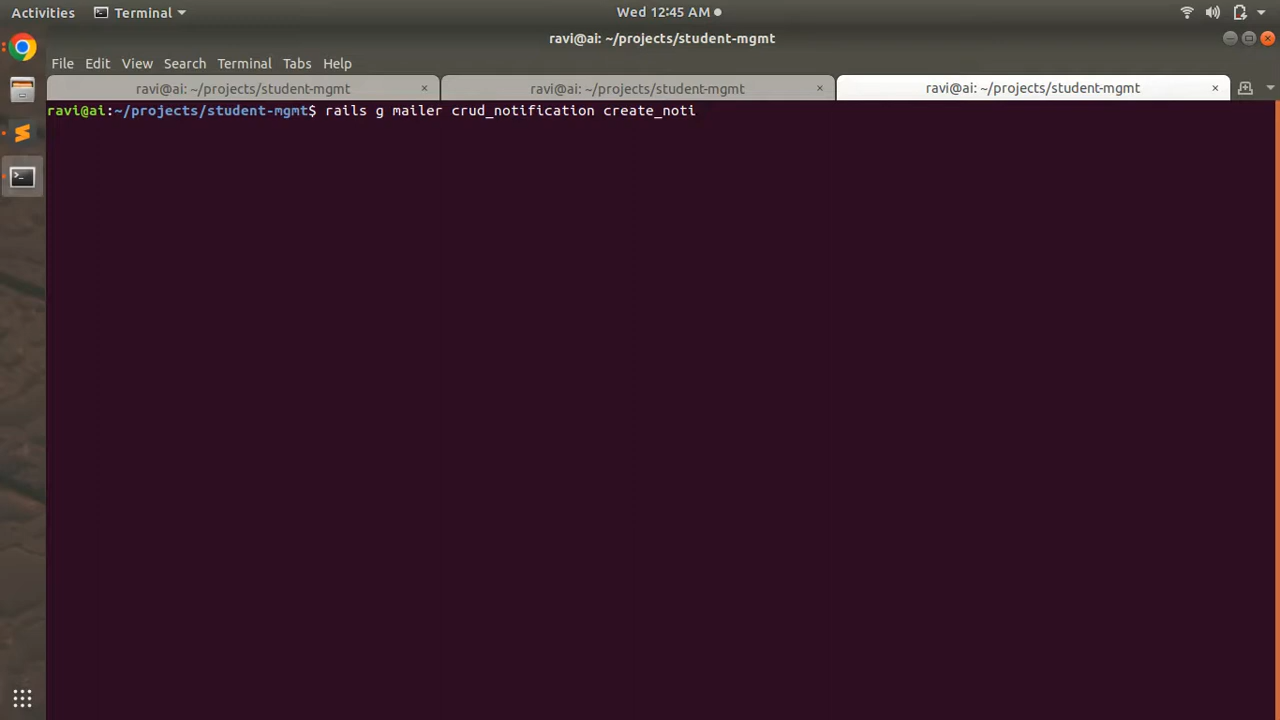 Activities Terminal Wed 12:45 AM
ravi@ai: ~/projects/student-mgmt
File Edit View Search Terminal Tabs Help
ravi@ai: ~/projects/student-mgmt × ravi@ai: ~/projects/student-mgmt × ravi@ai: ~/projects/student-mgmt ×
ravi@ai:~/projects/student-mgmt$ rails g mailer crud_notification create_noti